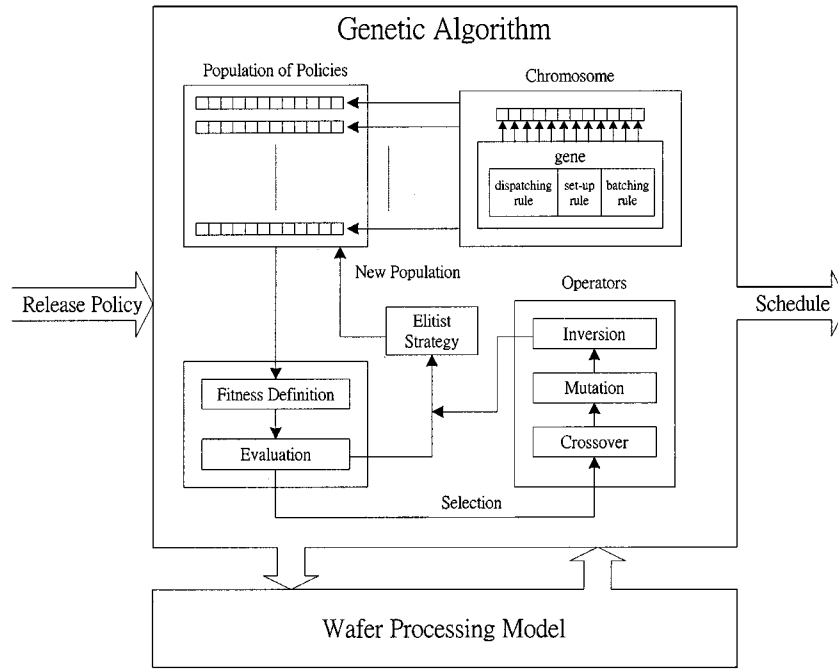 Genetic Algorithm
Population of Policies
Chromosome
gene
dispatching
rule
set-up
rule
batching
rule
New Population
Operators
Release Policy
Schedule
Elitist
Strategy
Inversion
Fitness Definition
Mutation
Evaluation
Crossover
Selection
Wafer Processing Model